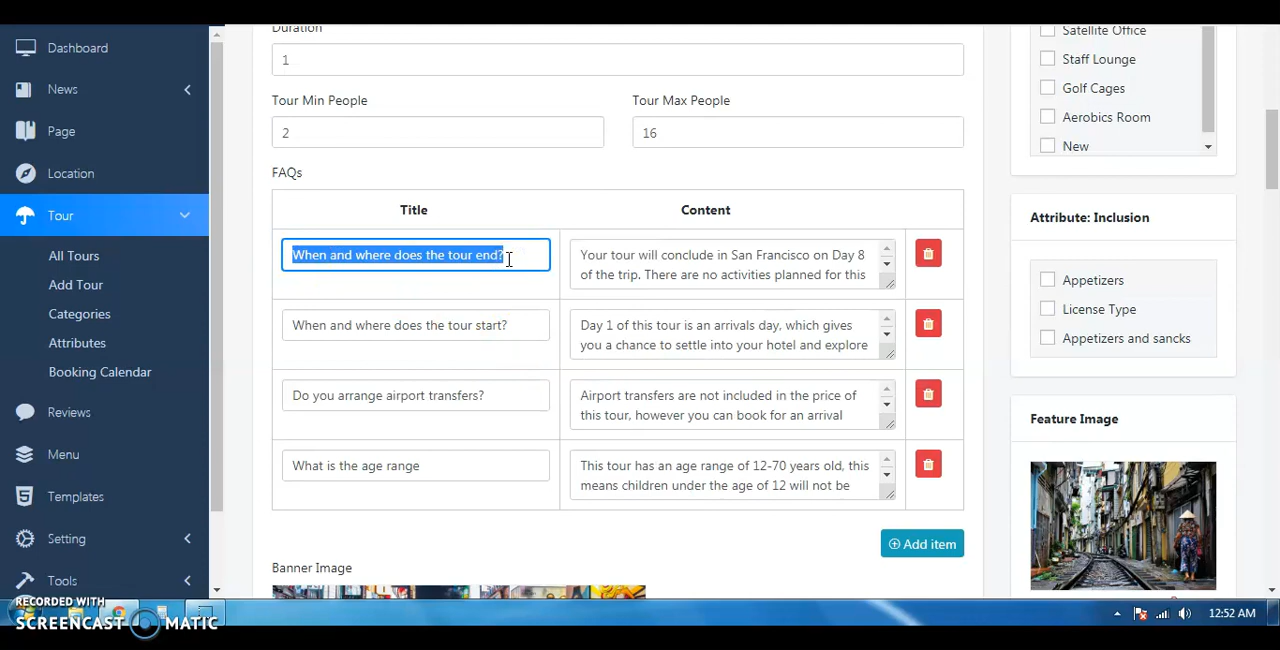 Dashboard
News
Page
Location
Tour
All Tours
Add Tour
Categories
Attributes
Booking Calendar
Reviews
Menu
Templates
Setting
Tools
Duration
1
Tour Min People
Tour Max People
2
16
FAQs
Title
Content
When and where does the tour end?
Your tour will conclude in San Francisco on Day 8
of the trip. There are no activities planned for this
When and where does the tour start?
Day 1 of this tour is an arrivals day, which gives
you a chance to settle into your hotel and explore
Do you arrange airport transfers?
Airport transfers are not included in the price of
this tour, however you can book for an arrival
What is the age range
This tour has an age range of 12-70 years old, this
means children under the age of 12 will not be
Add item
Banner Image
Satellite Office
Staff Lounge
Golf Cages
Aerobics Room
New
Attribute: Inclusion
Appetizers
License Type
Appetizers and sancks
Feature Image
RECORDED WITH
SCREENCAST MATIC
12:52 AM